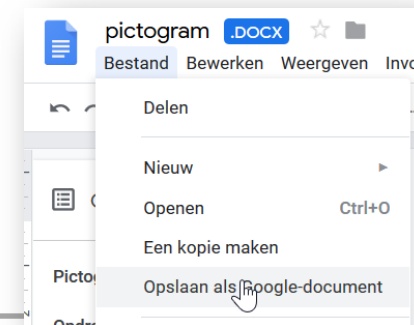 pictogram .DOCX
Bestand Bewerken Weergeven
Delen
Nieuw
Openen Ctrl+O
Een kopie maken
Opslaan als Google-document